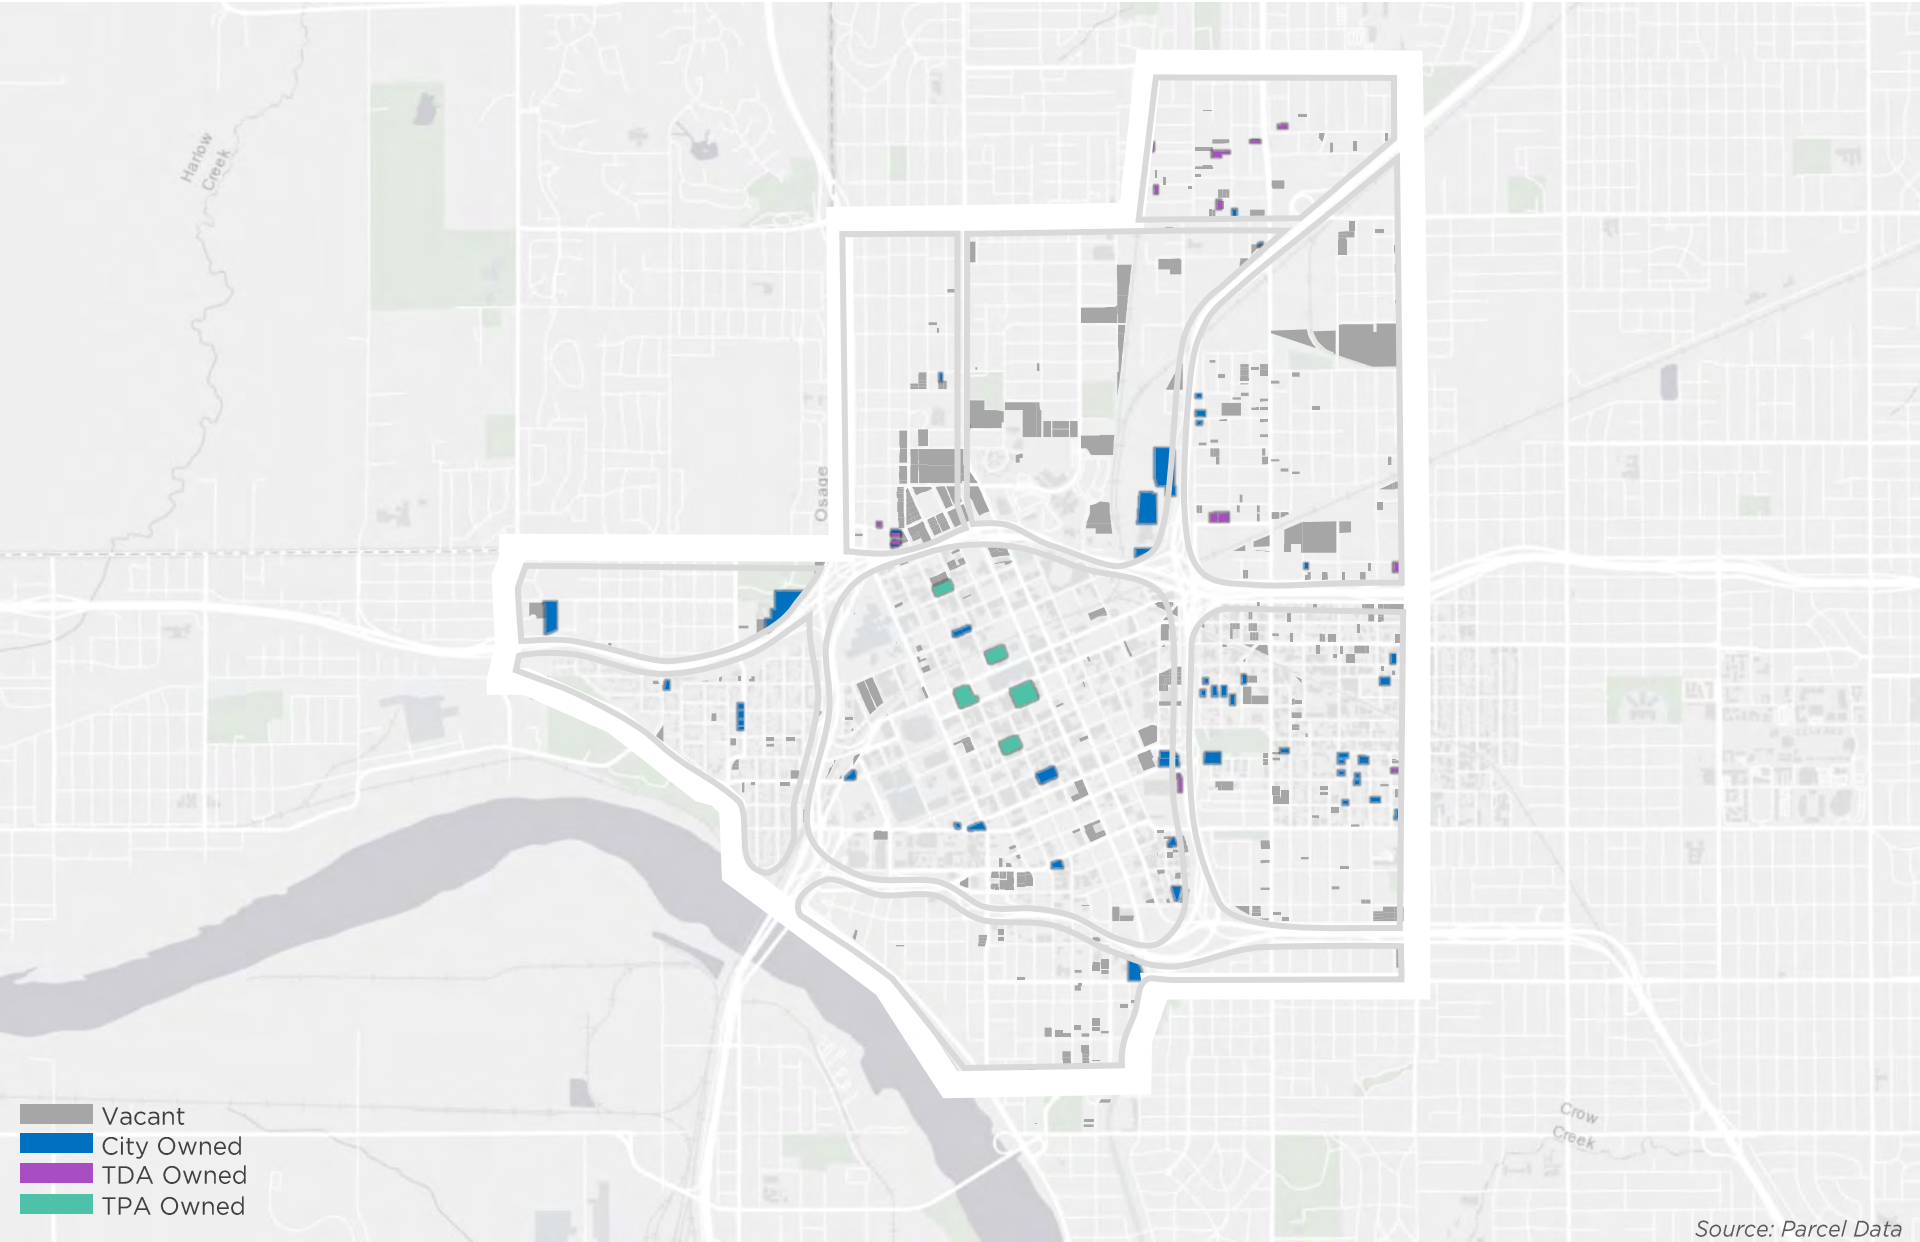 Harlow
Creek
Osage
Vacant
City Owned
TDA Owned
TPA Owned
Crow
Creek
Source: Parcel Data